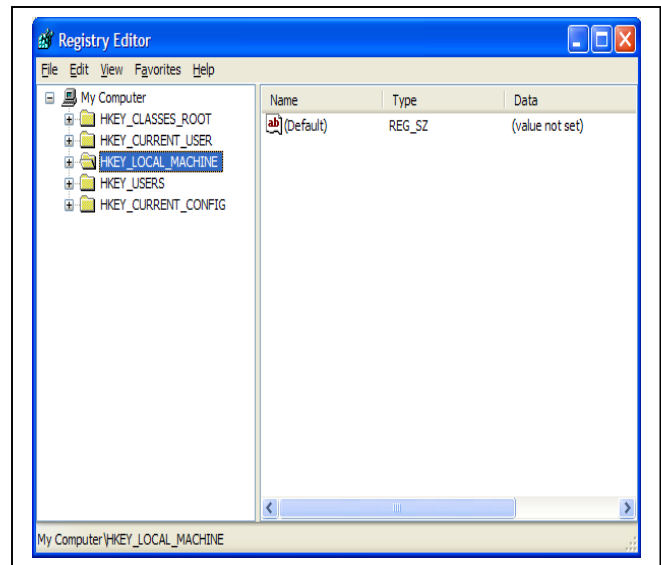 Registry Editor
File Edit View Favorites Help
My Computer
HKEY_CLASSES_ROOT
HKEY_CURRENT_USER
HKEY_LOCAL_MACHINE
HKEY_USERS
HKEY_CURRENT_CONFIG
Name Type Data
ab (Default) REG_SZ (value not set)
My Computer\HKEY_LOCAL_MACHINE